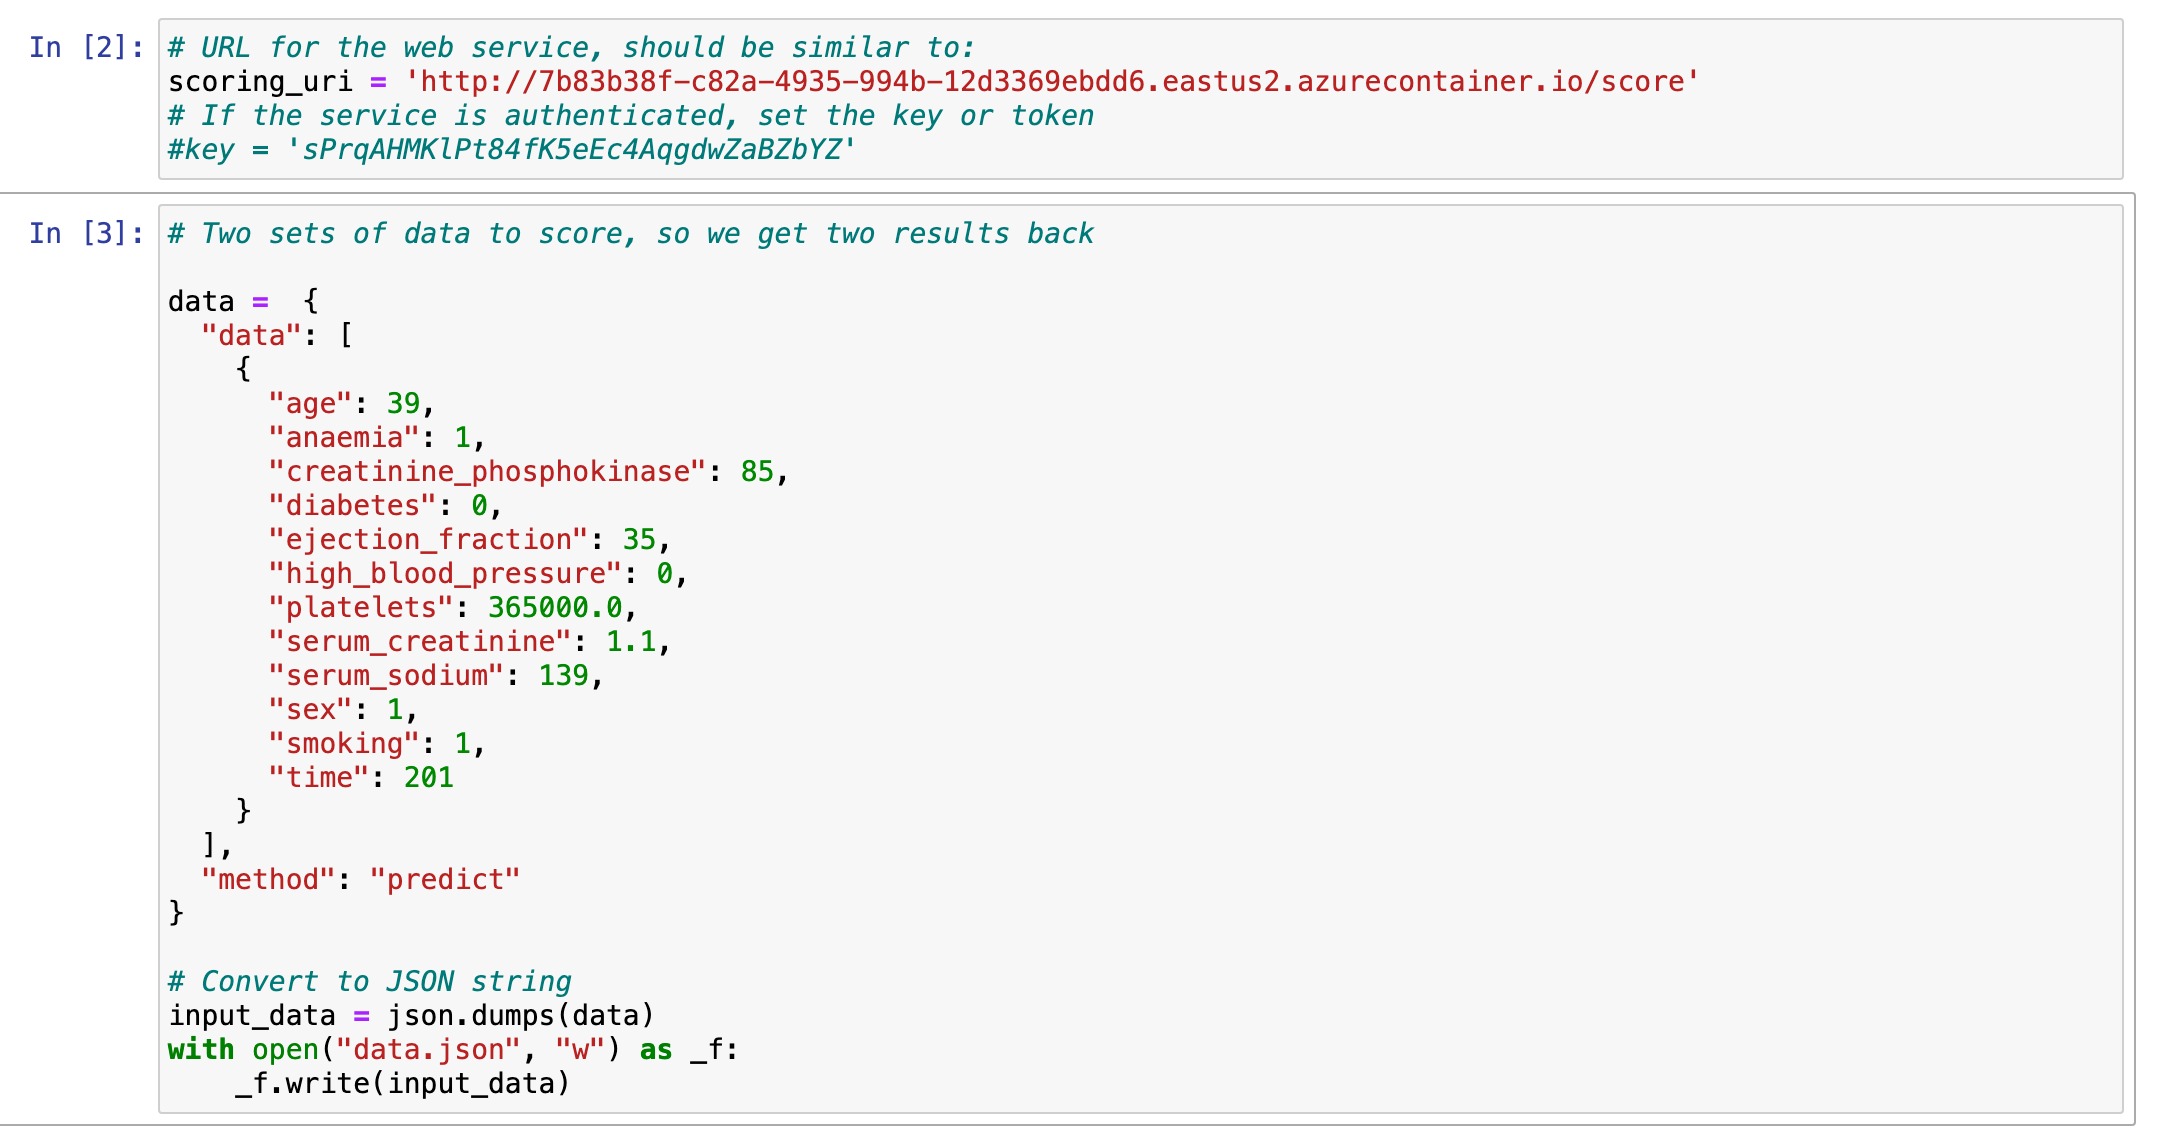 In [2]: # URL for the web service, should be similar to:
scoring_uri = 'http://7b83b38f-c82a-4935-994b-12d3369ebdd6.eastus2.azurecontainer.io/score'
# If the service is authenticated, set the key or token
#key = 'sPrqAHMKlPt84fK5eEc4AqgdwZaBZbYZ'
In [3]: # Two sets of data to score, so we get two results back
data =  {
  "data": [
    {
      "age": 39,
      "anaemia": 1,
      "creatinine_phosphokinase": 85,
      "diabetes": 0,
      "ejection_fraction": 35,
      "high_blood_pressure": 0,
      "platelets": 365000.0,
      "serum_creatinine": 1.1,
      "serum_sodium": 139,
      "sex": 1,
      "smoking": 1,
      "time": 201
    }
  ],
  "method": "predict"
}
# Convert to JSON string
input_data = json.dumps(data)
with open("data.json", "w") as _f:
    _f.write(input_data)